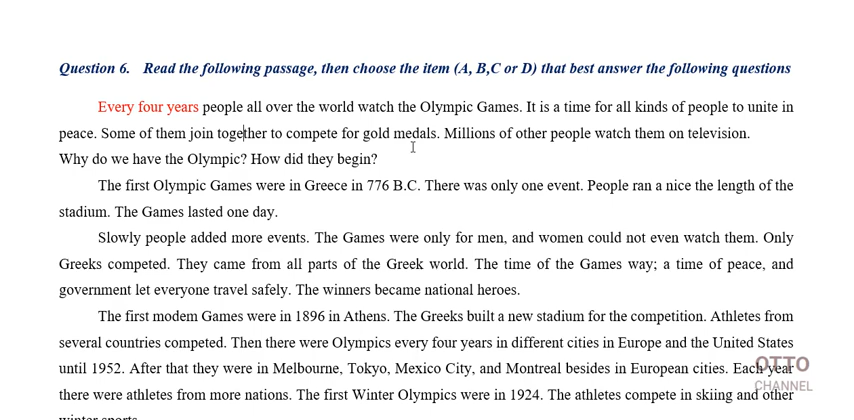 Question 6. Read the following passage, then choose the item (A, B,C or D) that best answer the following questions
Every four years people all over the world watch the Olympic Games. It is a time for all kinds of people to unite in
peace. Some of them join together to compete for gold medals. Millions of other people watch them on television.
Why do we have the Olympic? How did they begin?
The first Olympic Games were in Greece in 776 B.C. There was only one event. People ran a nice the length of the
stadium. The Games lasted one day.
Slowly people added more events. The Games were only for men, and women could not even watch them. Only
Greeks competed. They came from all parts of the Greek world. The time of the Games way; a time of peace, and
government let everyone travel safely. The winners became national heroes.
The first modem Games were in 1896 in Athens. The Greeks built a new stadium for the competition. Athletes from
several countries competed. Then there were Olympics every four years in different cities in Europe and the United States
until 1952. After that they were in Melbourne, Tokyo, Mexico City, and Montreal besides in European cities. Each year
there were athletes from more nations. The first Winter Olympics were in 1924. The athletes compete in skiing and other
winter sports.
OTTO
CHANNEL